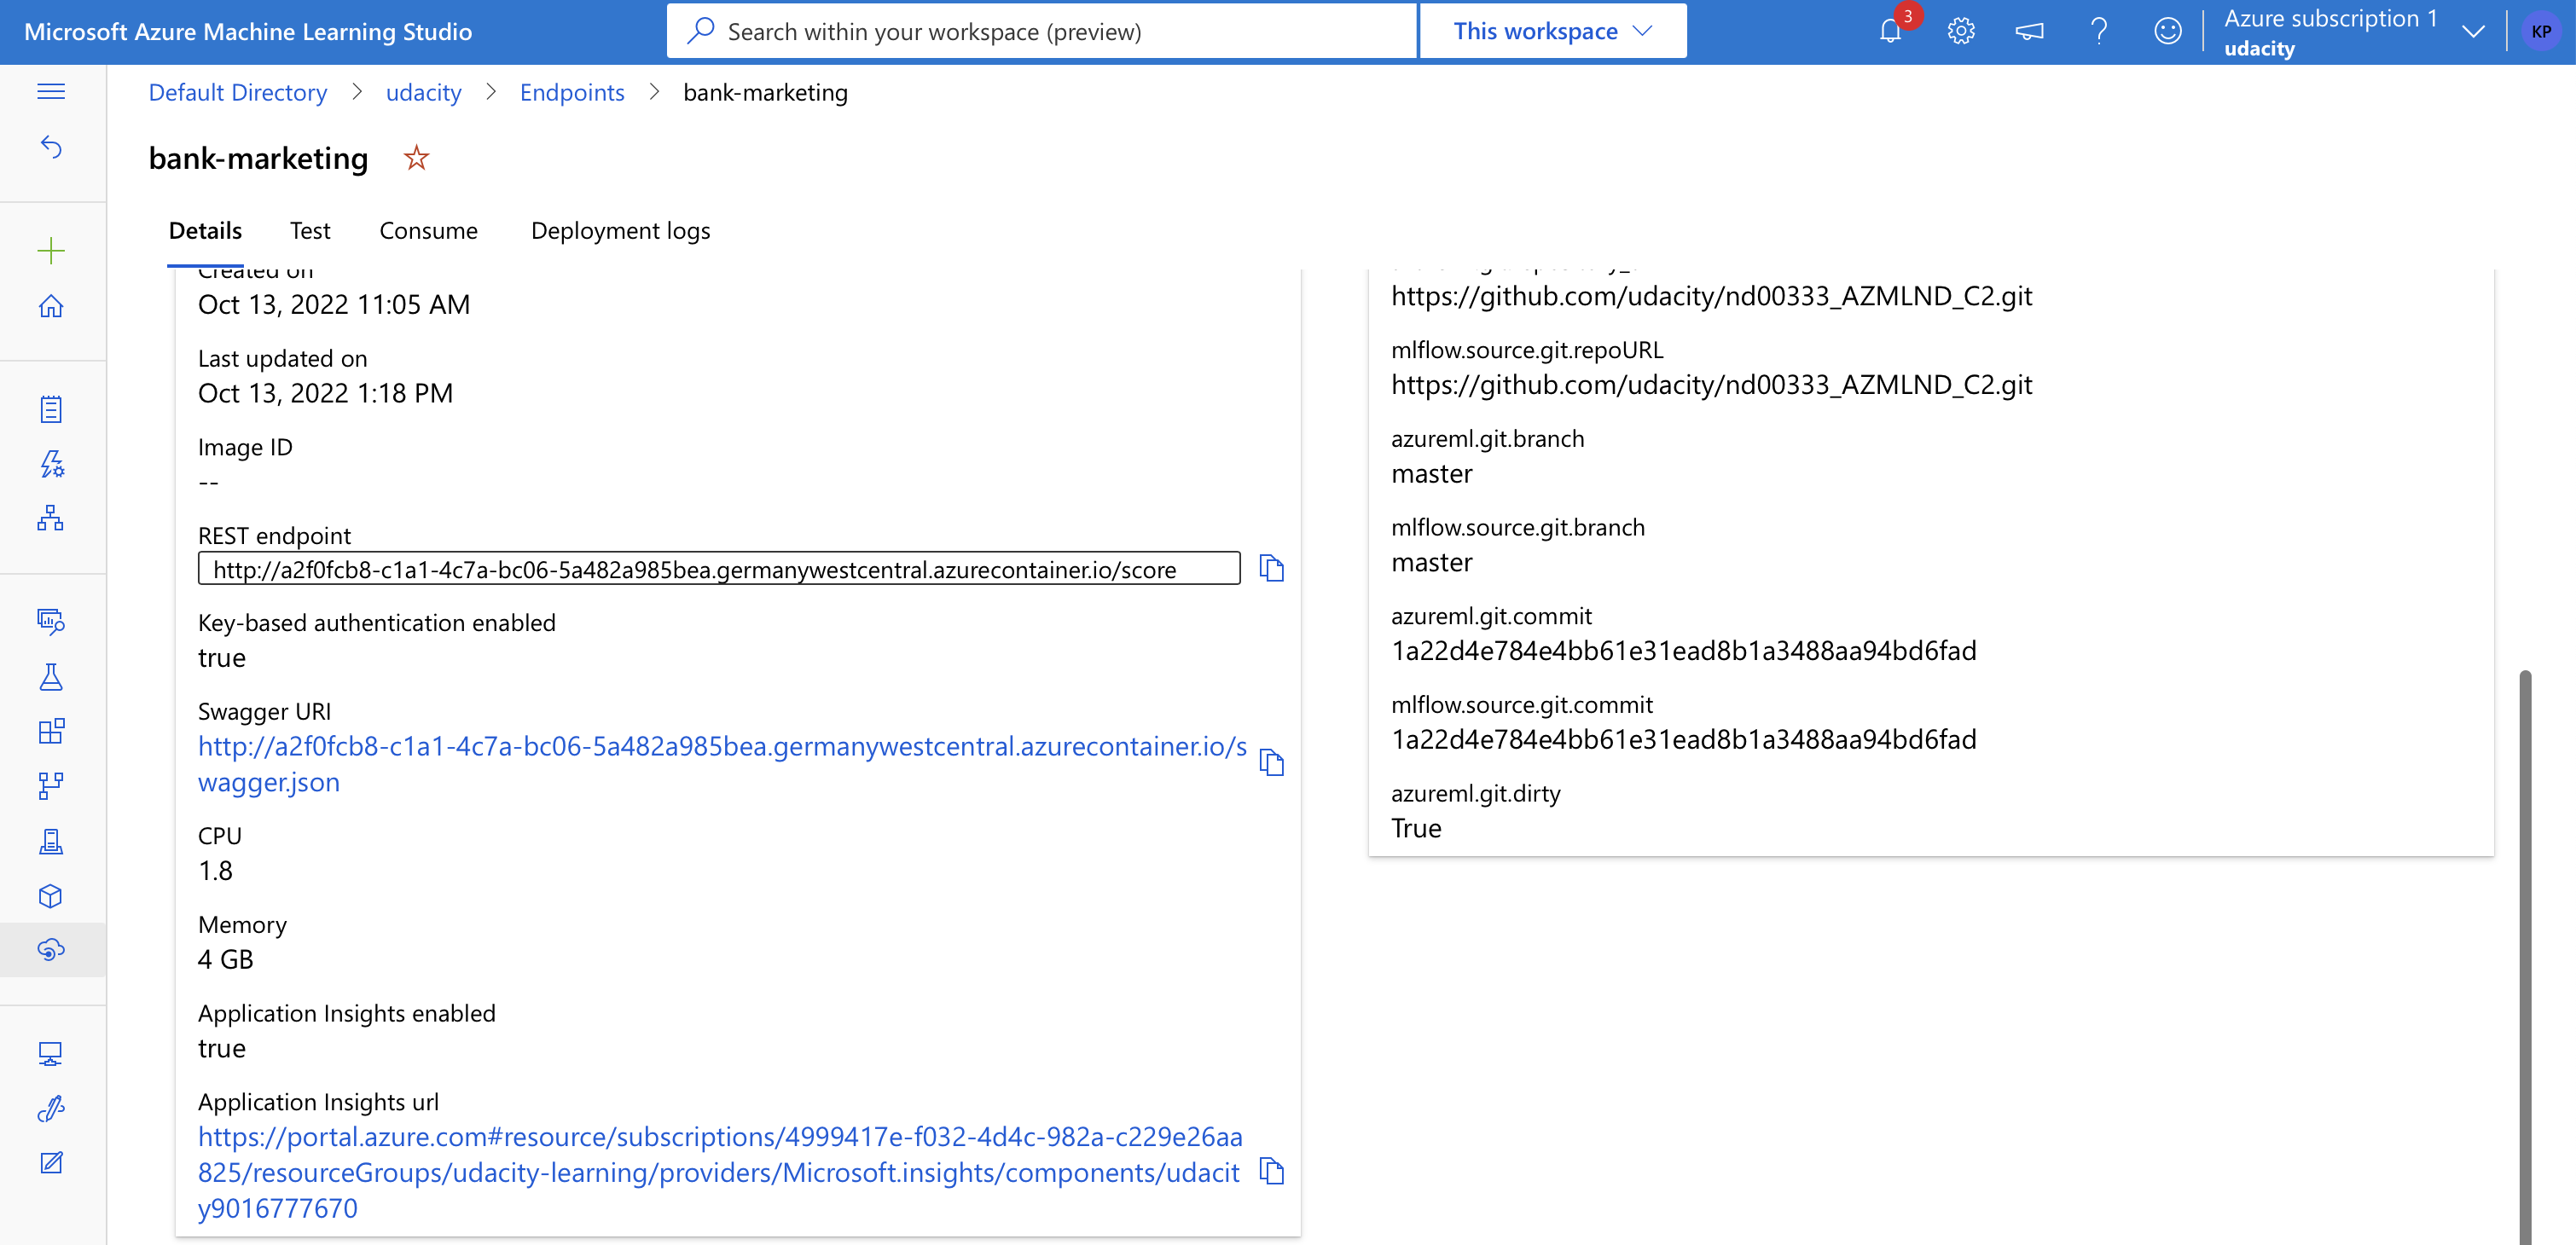 Microsoft Azure Machine Learning Studio
Search within your workspace (preview)
This workspace
3
Azure subscription 1
udacity
KP
Default Directory > udacity > Endpoints > bank-marketing
bank-marketing
Details Test Consume Deployment logs
Created on
Oct 13, 2022 11:05 AM
Last updated on
Oct 13, 2022 1:18 PM
Image ID
--
REST endpoint
http://a2f0fcb8-c1a1-4c7a-bc06-5a482a985bea.germanywestcentral.azurecontainer.io/score
Key-based authentication enabled
true
Swagger URI
http://a2f0fcb8-c1a1-4c7a-bc06-5a482a985bea.germanywestcentral.azurecontainer.io/s
wagger.json
CPU
1.8
Memory
4 GB
Application Insights enabled
true
Application Insights url
https://portal.azure.com#resource/subscriptions/4999417e-f032-4d4c-982a-c229e26aa
825/resourceGroups/udacity-learning/providers/Microsoft.insights/components/udacit
y9016777670
https://github.com/udacity/nd00333_AZMLND_C2.git
mlflow.source.git.repoURL
https://github.com/udacity/nd00333_AZMLND_C2.git
azureml.git.branch
master
mlflow.source.git.branch
master
azureml.git.commit
1a22d4e784e4bb61e31ead8b1a3488aa94bd6fad
mlflow.source.git.commit
1a22d4e784e4bb61e31ead8b1a3488aa94bd6fad
azureml.git.dirty
True